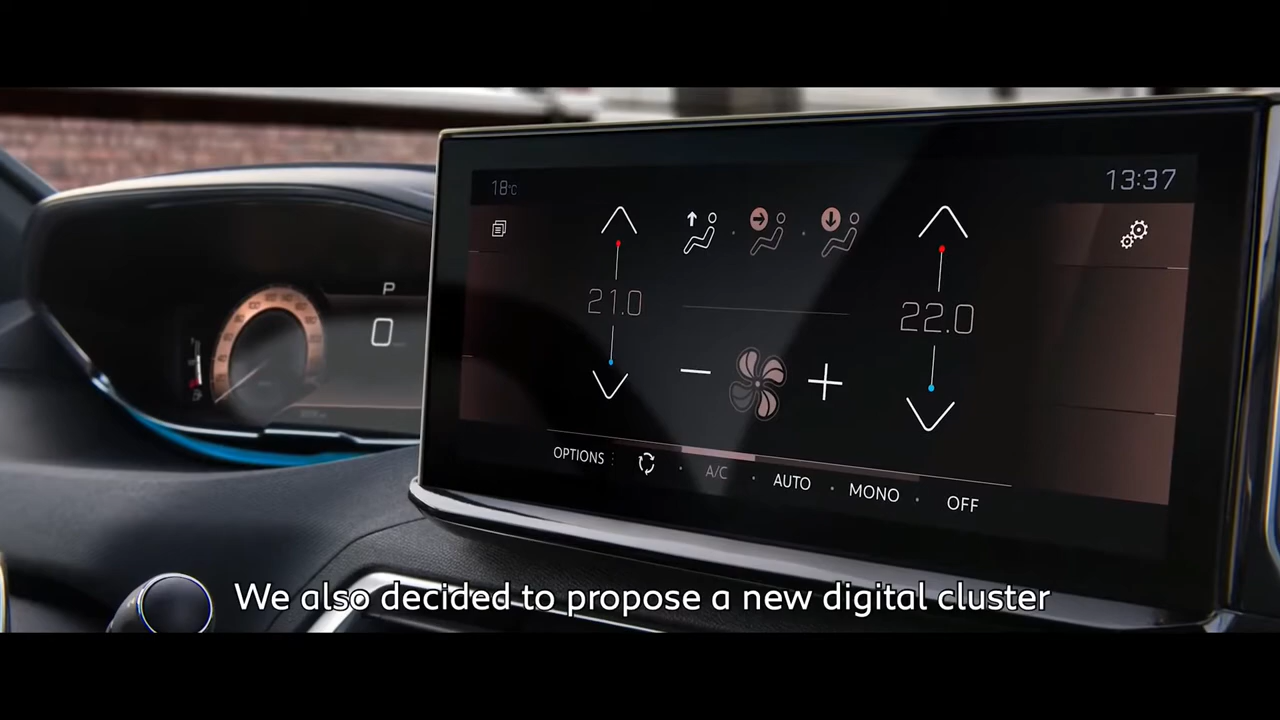 18°C
13:37
P
0
21.0
22.0
OPTIONS
A/C
AUTO
MONO
OFF
We also decided to propose a new digital cluster